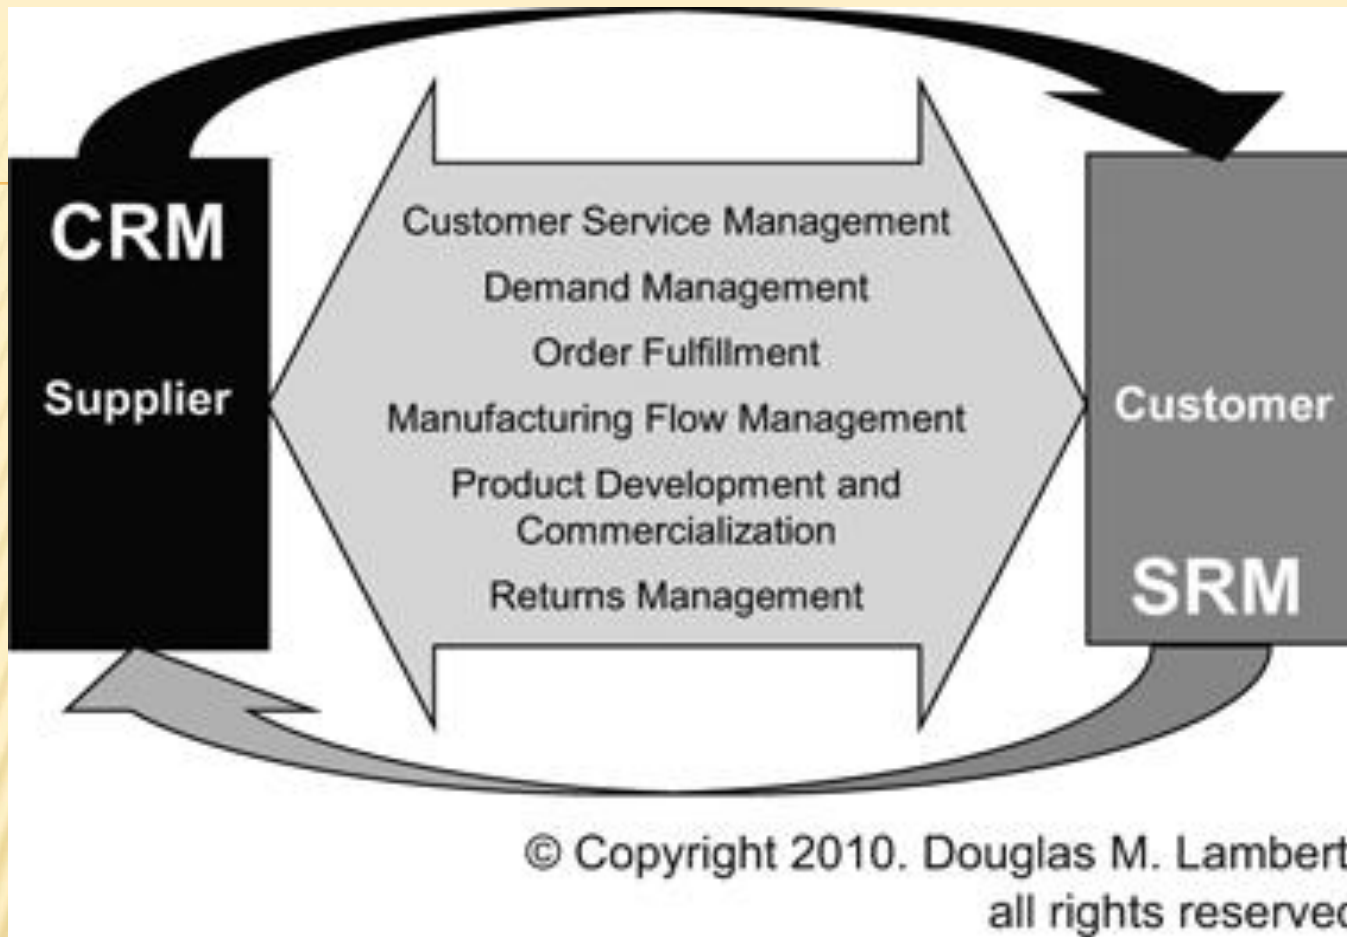 CRM
Supplier
Customer Service Management
Demand Management
Order Fulfillment
Manufacturing Flow Management
Product Development and
Commercialization
Returns Management
Customer
SRM
© Copyright 2010. Douglas M. Lambert
all rights reserved